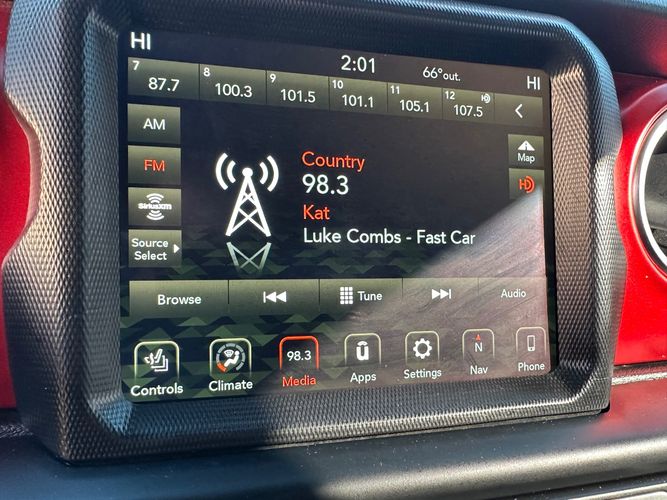 HI
2:01
66° out.
HI
7
87.7
8
100.3
9
101.5
10
101.1
11
105.1
12
107.5
HD
AM
FM
SiriusXM
Source
Select
Country
98.3
Kat
Luke Combs - Fast Car
Map
HD
Browse
Tune
Audio
Controls
Climate
98.3
Media
u
Apps
Settings
N
Nav
Phone